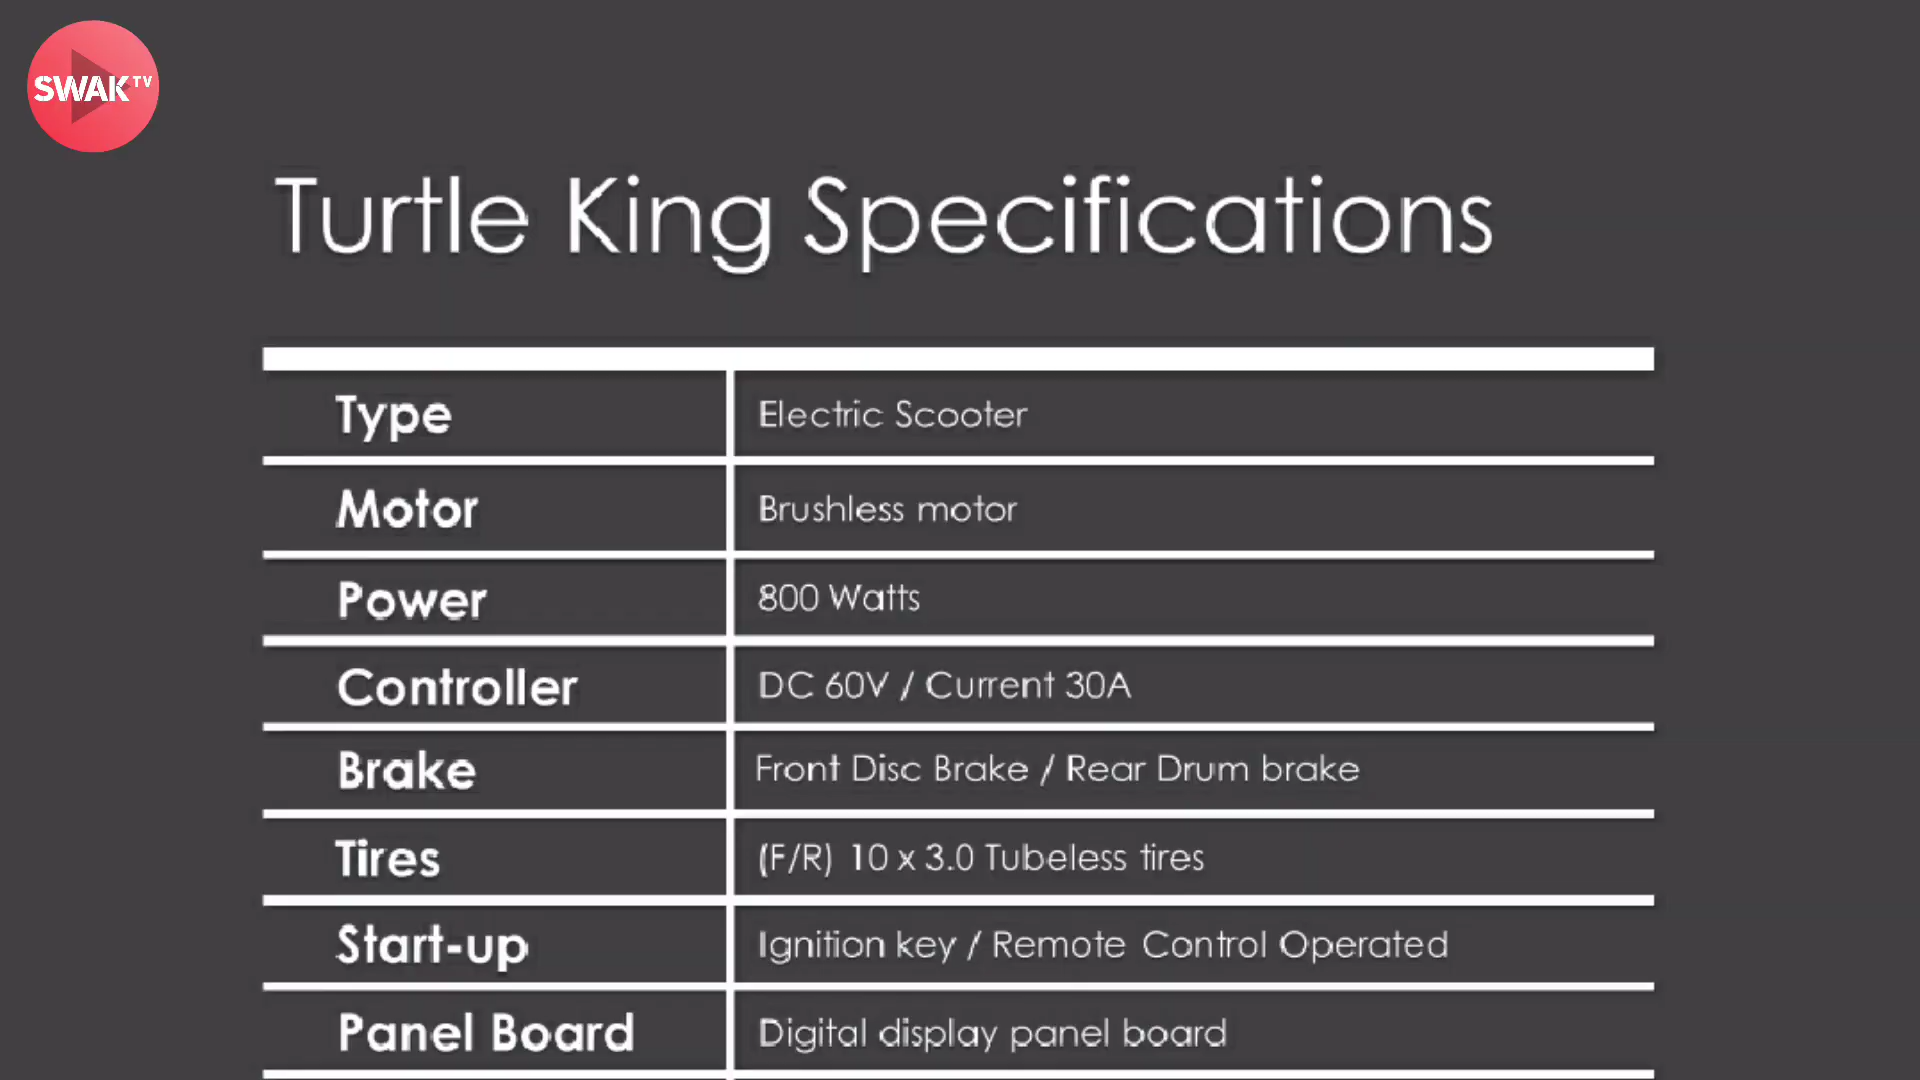 SWAK TV
Turtle King Specifications
Type Electric Scooter
Motor Brushless motor
Power 800 Watts
Controller DC 60V / Current 30A
Brake Front Disc Brake / Rear Drum brake
Tires (F/R) 10 x 3.0 Tubeless tires
Start-up Ignition key / Remote Control Operated
Panel Board Digital display panel board